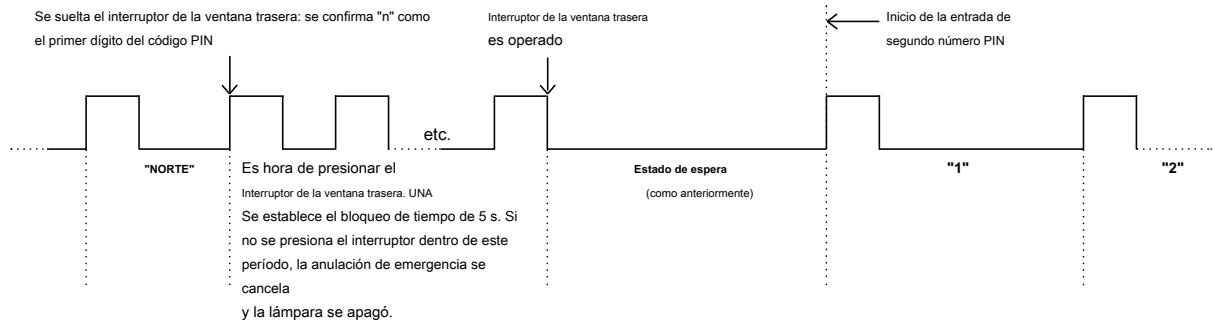 Se suelta el interruptor de la ventana trasera: se confirma "n" como
el primer dígito del código PIN
Interruptor de la ventana trasera
es operado
Inicio de la entrada de
segundo número PIN
etc.
"NORTE"
Es hora de presionar el
Interruptor de la ventana trasera. UNA
Se establece el bloqueo de tiempo de 5 s. Si
no se presiona el interruptor dentro de este
período, la anulación de emergencia se
cancela
y la lámpara se apagó.
Estado de espera
(como anteriormente)
"1"
"2"